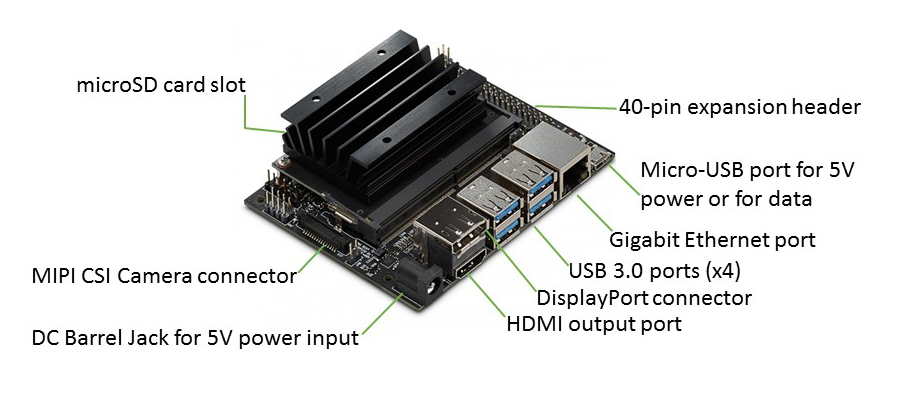 microSD card slot
40-pin expansion header
Micro-USB port for 5V
power or for data
Gigabit Ethernet port
MIPI CSI Camera connector
USB 3.0 ports (x4)
DisplayPort connector
HDMI output port
DC Barrel Jack for 5V power input